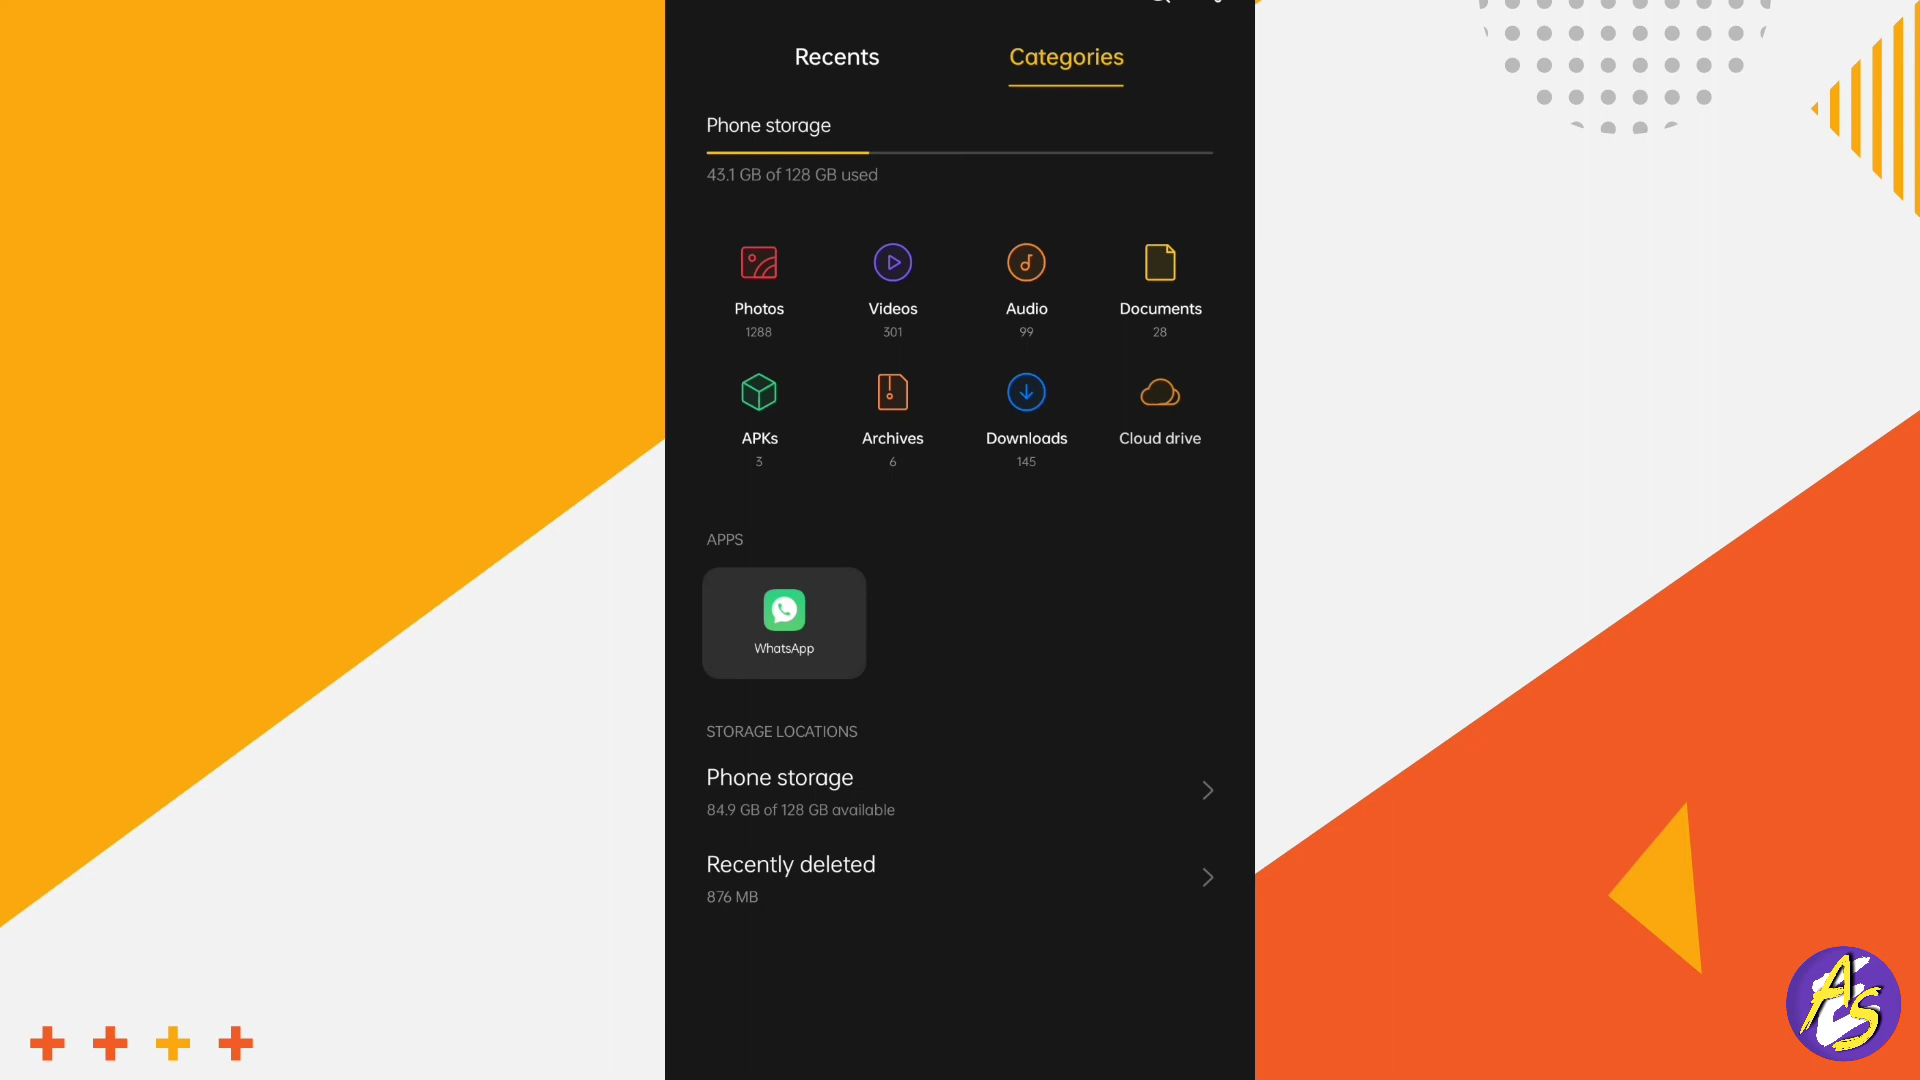 Recents
Categories
Phone storage
43.1 GB of 128 GB used
Photos
1288
Videos
301
Audio
99
Documents
28
APKs
3
Archives
6
Downloads
145
Cloud drive
APPS
WhatsApp
STORAGE LOCATIONS
Phone storage
84.9 GB of 128 GB available
Recently deleted
876 MB